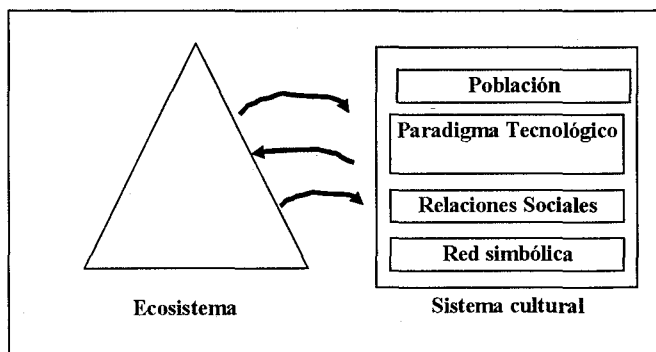 Población
Paradigma Tecnológico
Relaciones Sociales
Red simbólica
Ecosistema
Sistema cultural